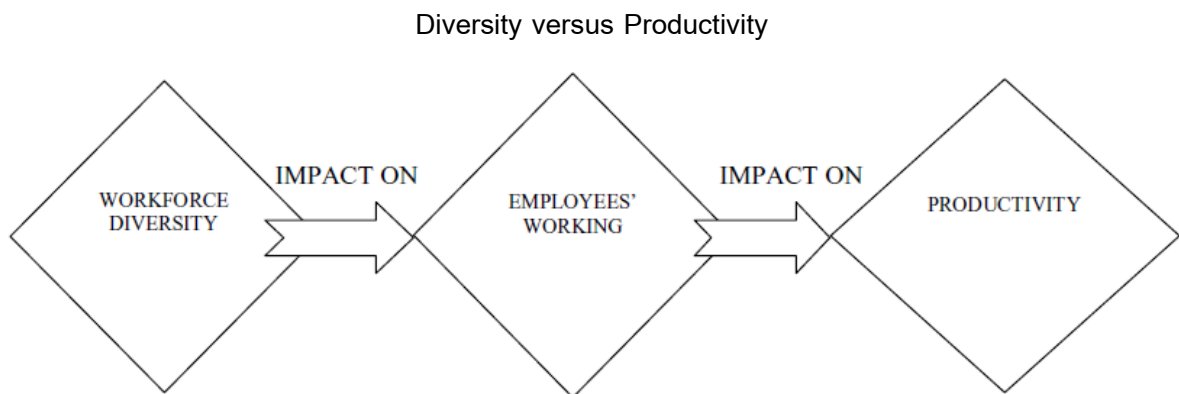 Diversity versus Productivity
IMPACT ON
IMPACT ON
WORKFORCE
DIVERSITY
EMPLOYEES’
WORKING
PRODUCTIVITY